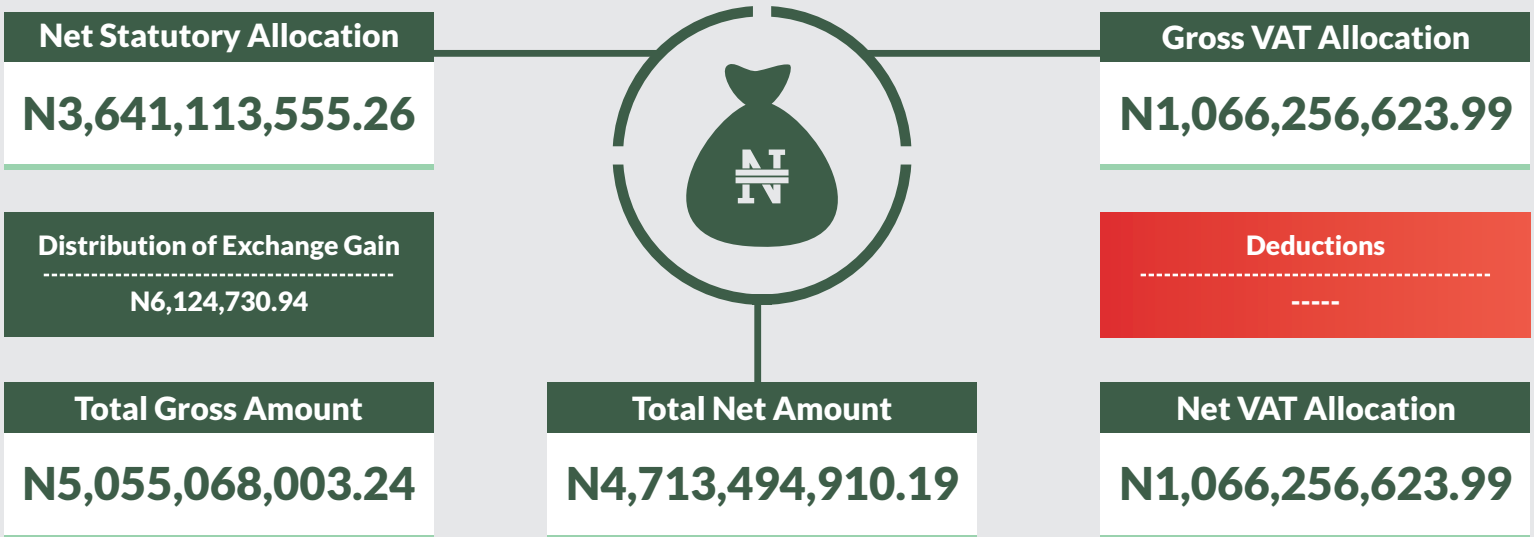 Net Statutory Allocation
N3,641,113,555.26
Gross VAT Allocation
N1,066,256,623.99
₦
Distribution of Exchange Gain
N6,124,730.94
Deductions
-----
Total Gross Amount
N5,055,068,003.24
Total Net Amount
N4,713,494,910.19
Net VAT Allocation
N1,066,256,623.99